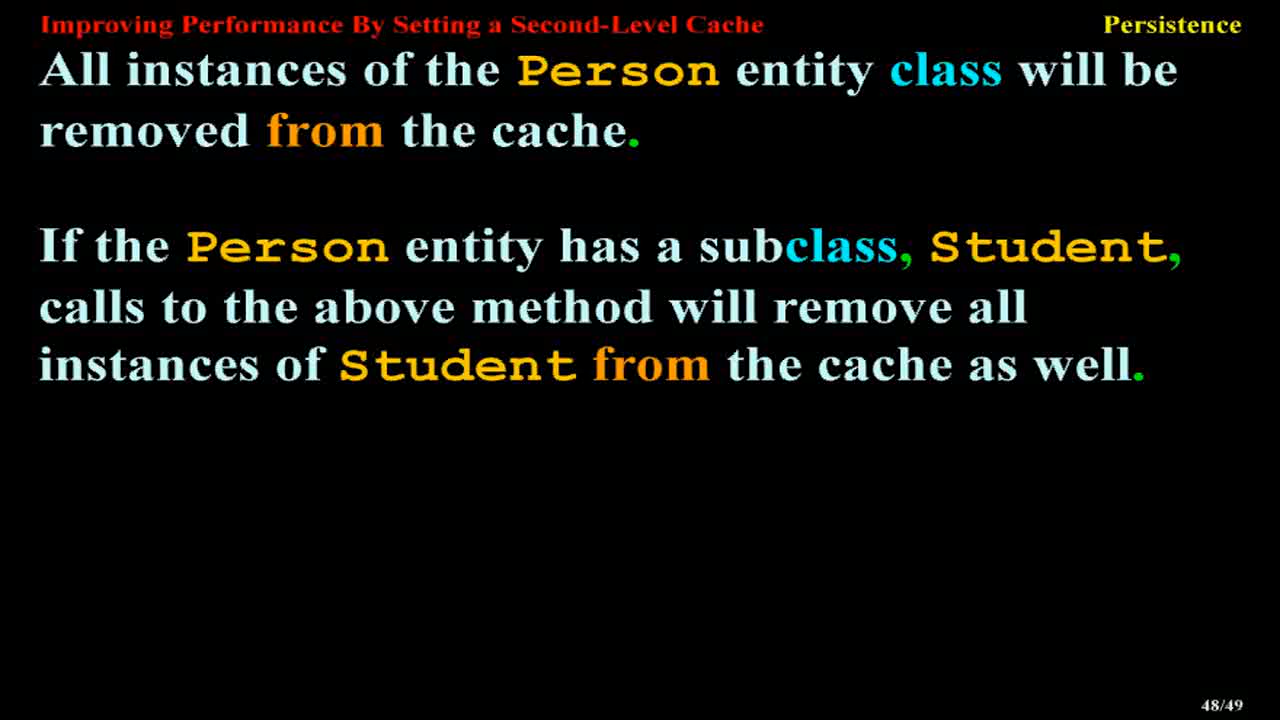 Improving Performance By Setting a Second-Level Cache
Persistence
All instances of the Person entity class will be
removed from the cache.
If the Person entity has a subclass, Student,
calls to the above method will remove all
instances of Student from the cache as well.
48/49